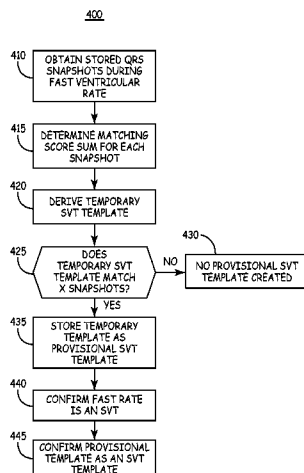 400
410
OBTAIN STORED QRS
SNAPSHOTS DURING
FAST VENTRICULAR
RATE
415
DETERMINE MATCHING
SCORE SUM FOR EACH
SNAPSHOT
420
DERIVE TEMPORARY
SVT TEMPLATE
425
DOES
TEMPORARY SVT
TEMPLATE MATCH
X SNAPSHOTS?
NO
430
NO PROVISIONAL SVT
TEMPLATE CREATED
YES
435
STORE TEMPORARY
TEMPLATE AS
PROVISIONAL SVT
TEMPLATE
440
CONFIRM FAST RATE
IS AN SVT
445
CONFIRM PROVISIONAL
TEMPLATE AS AN SVT
TEMPLATE